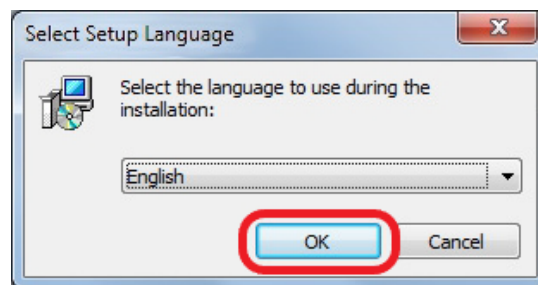 Select Setup Language
Select the language to use during the
installation:
English
OK
Cancel